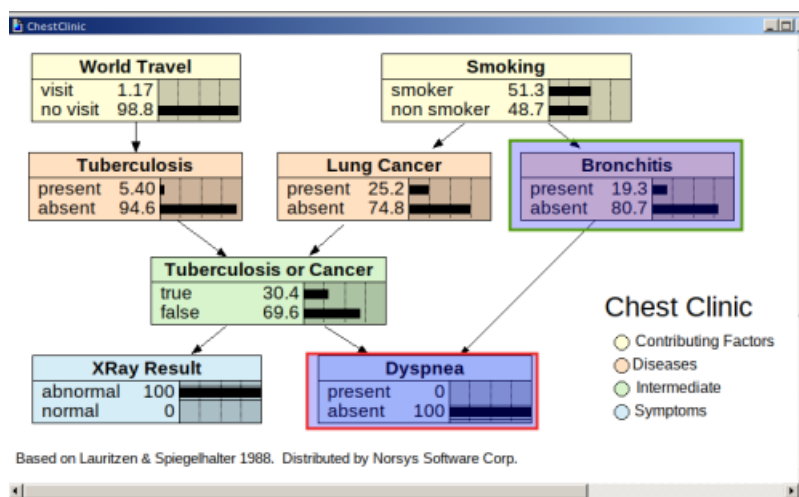 ChestClinic
World Travel
visit 1.17
no visit 98.8
Smoking
smoker 51.3
non smoker 48.7
Tuberculosis
present 5.40
absent 94.6
Lung Cancer
present 25.2
absent 74.8
Bronchitis
present 19.3
absent 80.7
Tuberculosis or Cancer
true 30.4
false 69.6
XRay Result
abnormal 100
normal 0
Dyspnea
present 0
absent 100
Chest Clinic
Contributing Factors
Diseases
Intermediate
Symptoms
Based on Lauritzen & Spiegelhalter 1988. Distributed by Norsys Software Corp.